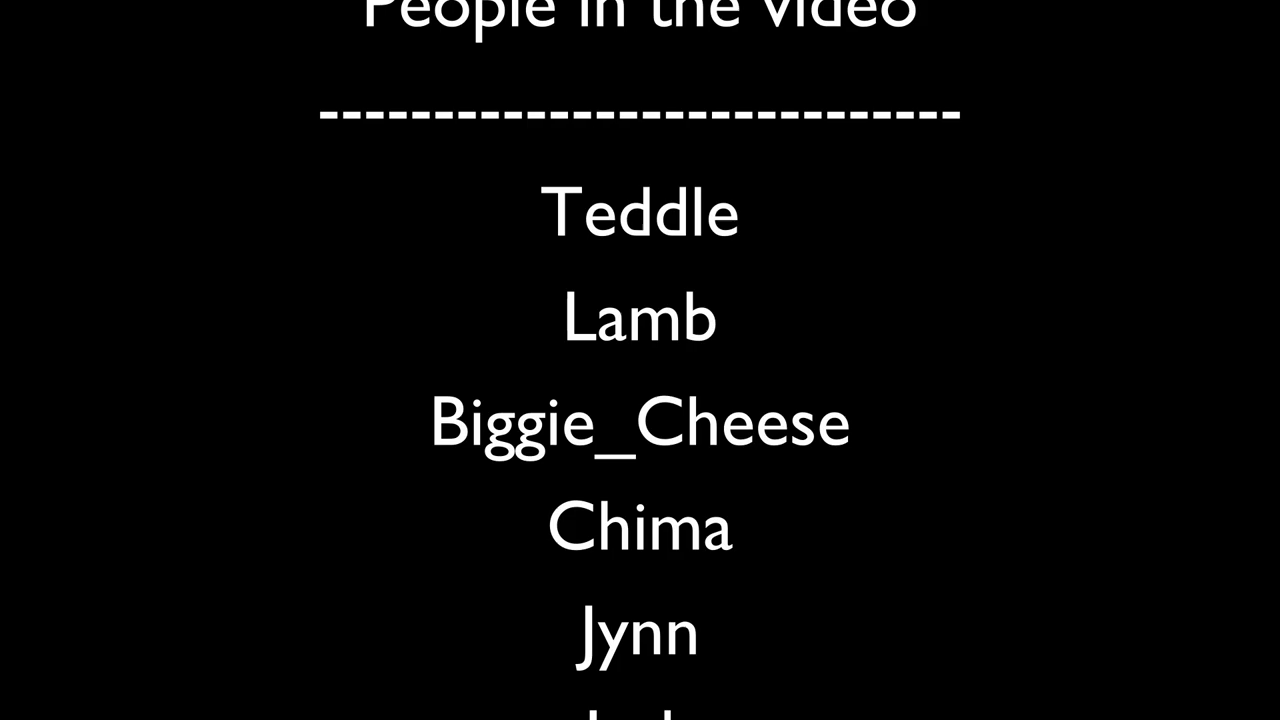 People in the video
----------------------------
Teddle
Lamb
Biggie_Cheese
Chima
Jynn